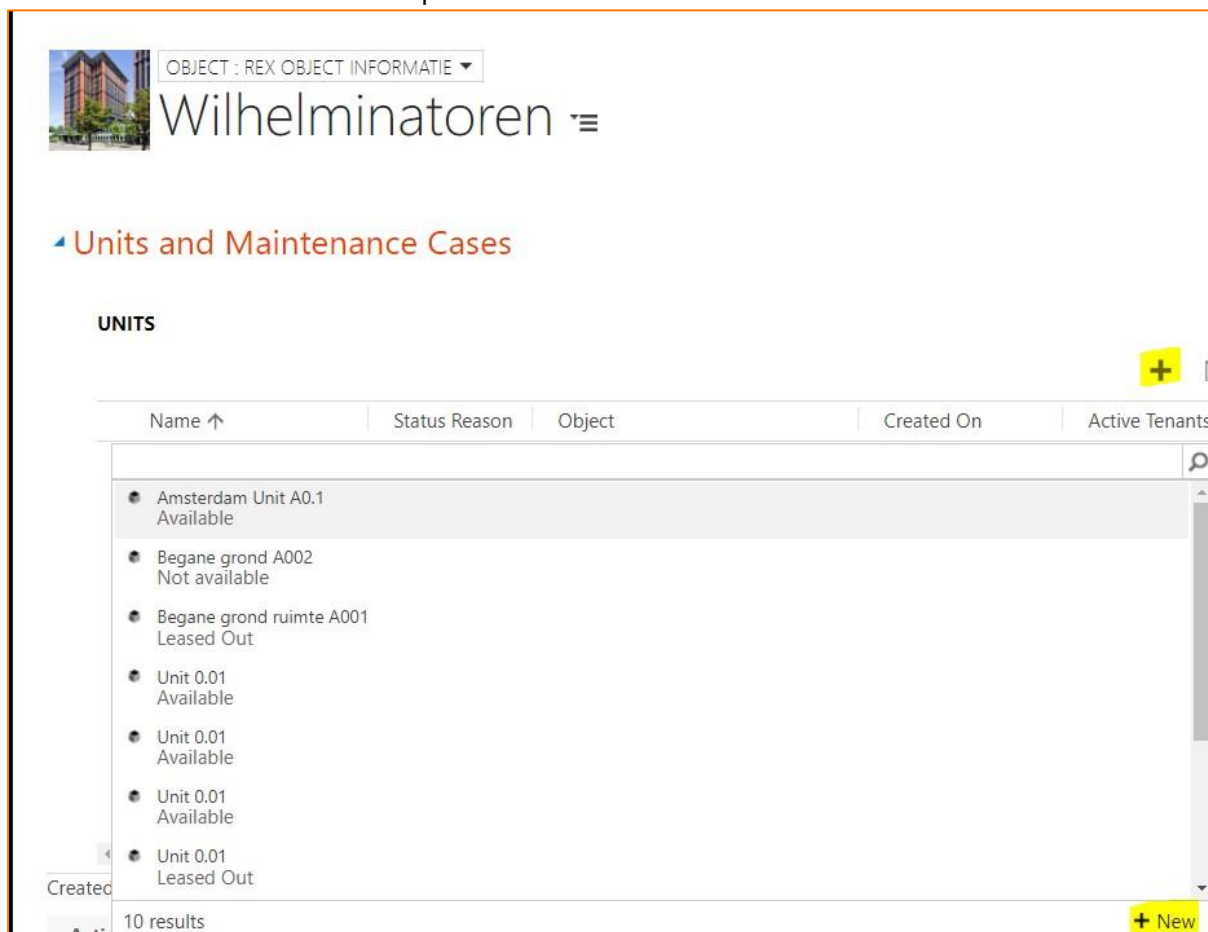 OBJECT : REX OBJECT INFORMATIE
Wilhelminatoren
Units and Maintenance Cases
UNITS
Name Status Reason Object Created On Active Tenants
Amsterdam Unit A0.1
Available
Begane grond A002
Not available
Begane grond ruimte A001
Leased Out
Unit 0.01
Available
Unit 0.01
Available
Unit 0.01
Available
Unit 0.01
Leased Out
Created
10 results + New